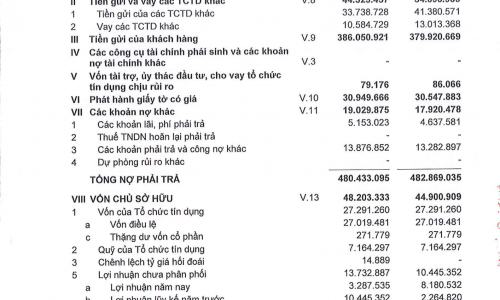 II Tiền gửi và vay các TCTD khác V.8
1 Tiền gửi của các TCTD khác 33.738.728 41.380.571
2 Vay các TCTD khác 10.584.729 13.013.368
III Tiền gửi của khách hàng V.9 386.050.921 379.920.669
IV Các công cụ tài chính phái sinh và các khoản
nợ tài chính khác V.3 - -
V Vốn tài trợ, ủy thác đầu tư, cho vay tổ chức
tín dụng chịu rủi ro 79.176 86.066
VI Phát hành giấy tờ có giá V.10 30.949.666 30.547.883
VII Các khoản nợ khác V.11 19.029.875 17.920.478
1 Các khoản lãi, phí phải trả 5.153.023 4.637.581
2 Thuế TNDN hoãn lại phải trả - -
3 Các khoản phải trả và công nợ khác 13.876.852 13.282.897
4 Dự phòng rủi ro khác - -
TỔNG NỢ PHẢI TRẢ 480.433.095 482.869.035
VIII VỐN CHỦ SỞ HỮU V.13 48.203.333 44.900.909
1 Vốn của Tổ chức tín dụng 27.291.260 27.291.260
a Vốn điều lệ 27.019.481 27.019.481
c Thặng dư vốn cổ phần 271.779 271.779
2 Quỹ của Tổ chức tín dụng 7.164.297 7.164.297
3 Chênh lệch tỷ giá hối đoái 14.889 -
5 Lợi nhuận chưa phân phối 13.732.887 10.445.352
a Lợi nhuận năm nay 3.287.535 8.180.532
b Lợi nhuận lũy kế năm trước 10.445.352 2.264.820